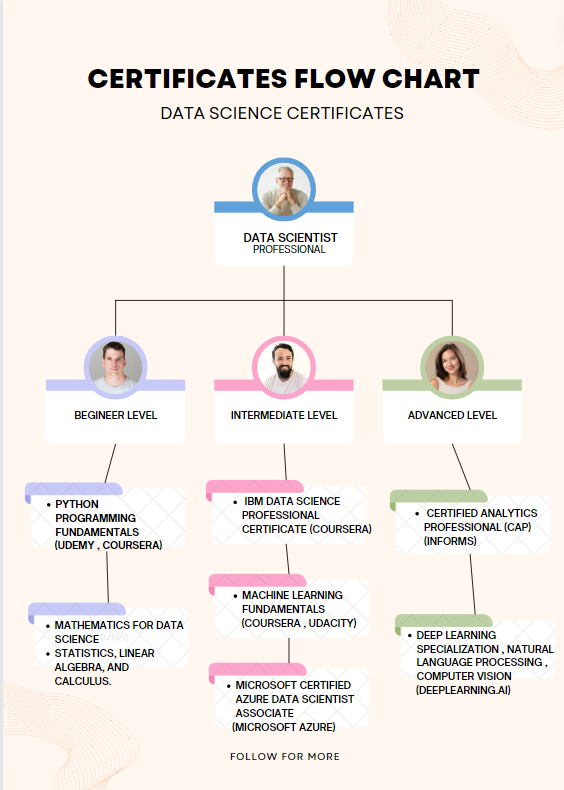 CERTIFICATES FLOW CHART
DATA SCIENCE CERTIFICATES
DATA SCIENTIST
PROFESSIONAL
BEGINEER LEVEL
INTERMEDIATE LEVEL
ADVANCED LEVEL
• PYTHON
PROGRAMMING
FUNDAMENTALS
(UDEMY , COURSERA)
• MATHEMATICS FOR DATA
SCIENCE
• STATISTICS, LINEAR
ALGEBRA, AND
CALCULUS.
• IBM DATA SCIENCE
PROFESSIONAL
CERTIFICATE (COURSERA)
• MACHINE LEARNING
FUNDAMENTALS
(COURSERA , UDACITY)
• MICROSOFT CERTIFIED
AZURE DATA SCIENTIST
ASSOCIATE
(MICROSOFT AZURE)
• CERTIFIED ANALYTICS
PROFESSIONAL (CAP)
(INFORMS)
• DEEP LEARNING
SPECIALIZATION , NATURAL
LANGUAGE PROCESSING ,
COMPUTER VISION
(DEEPLEARNING.AI)
FOLLOW FOR MORE